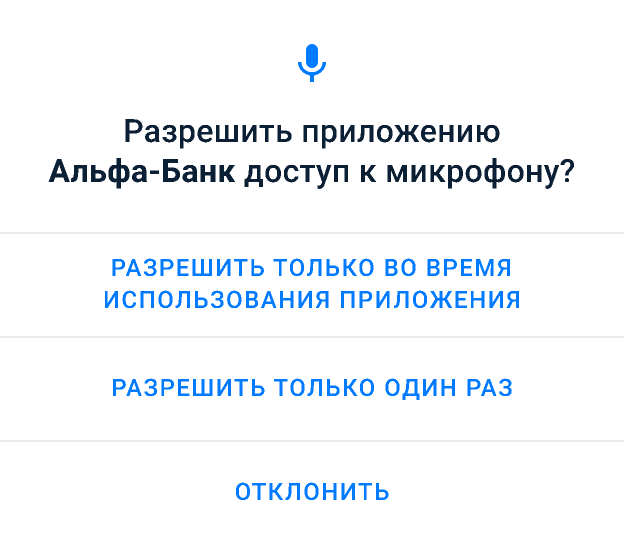 Разрешить приложению
Альфа-Банк доступ к микрофону?
РАЗРЕШИТЬ ТОЛЬКО ВО ВРЕМЯ
ИСПОЛЬЗОВАНИЯ ПРИЛОЖЕНИЯ
РАЗРЕШИТЬ ТОЛЬКО ОДИН РАЗ
ОТКЛОНИТЬ